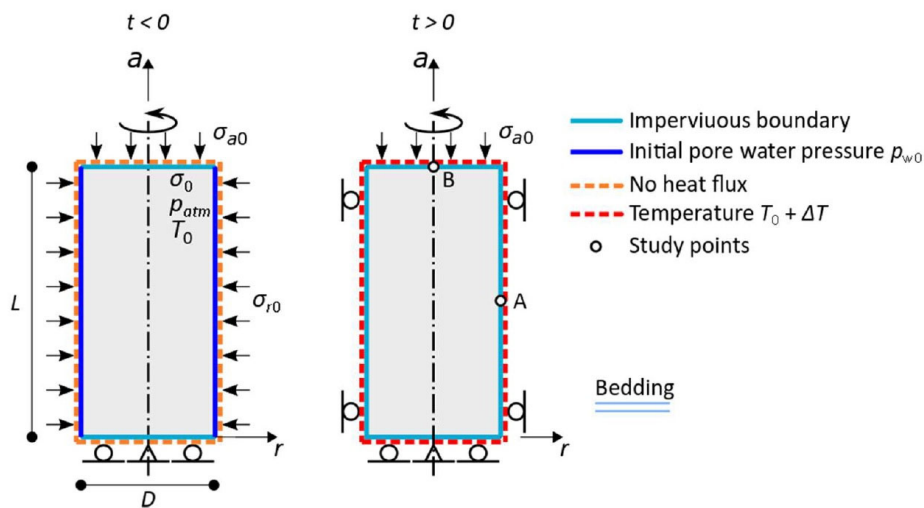 t < 0
t > 0
a
a
σa0
σa0
σ0
patm
T0
B
L
σr0
A
r
r
D
Imperviuous boundary
Initial pore water pressure pw0
No heat flux
Temperature T0 + ΔT
Study points
Bedding